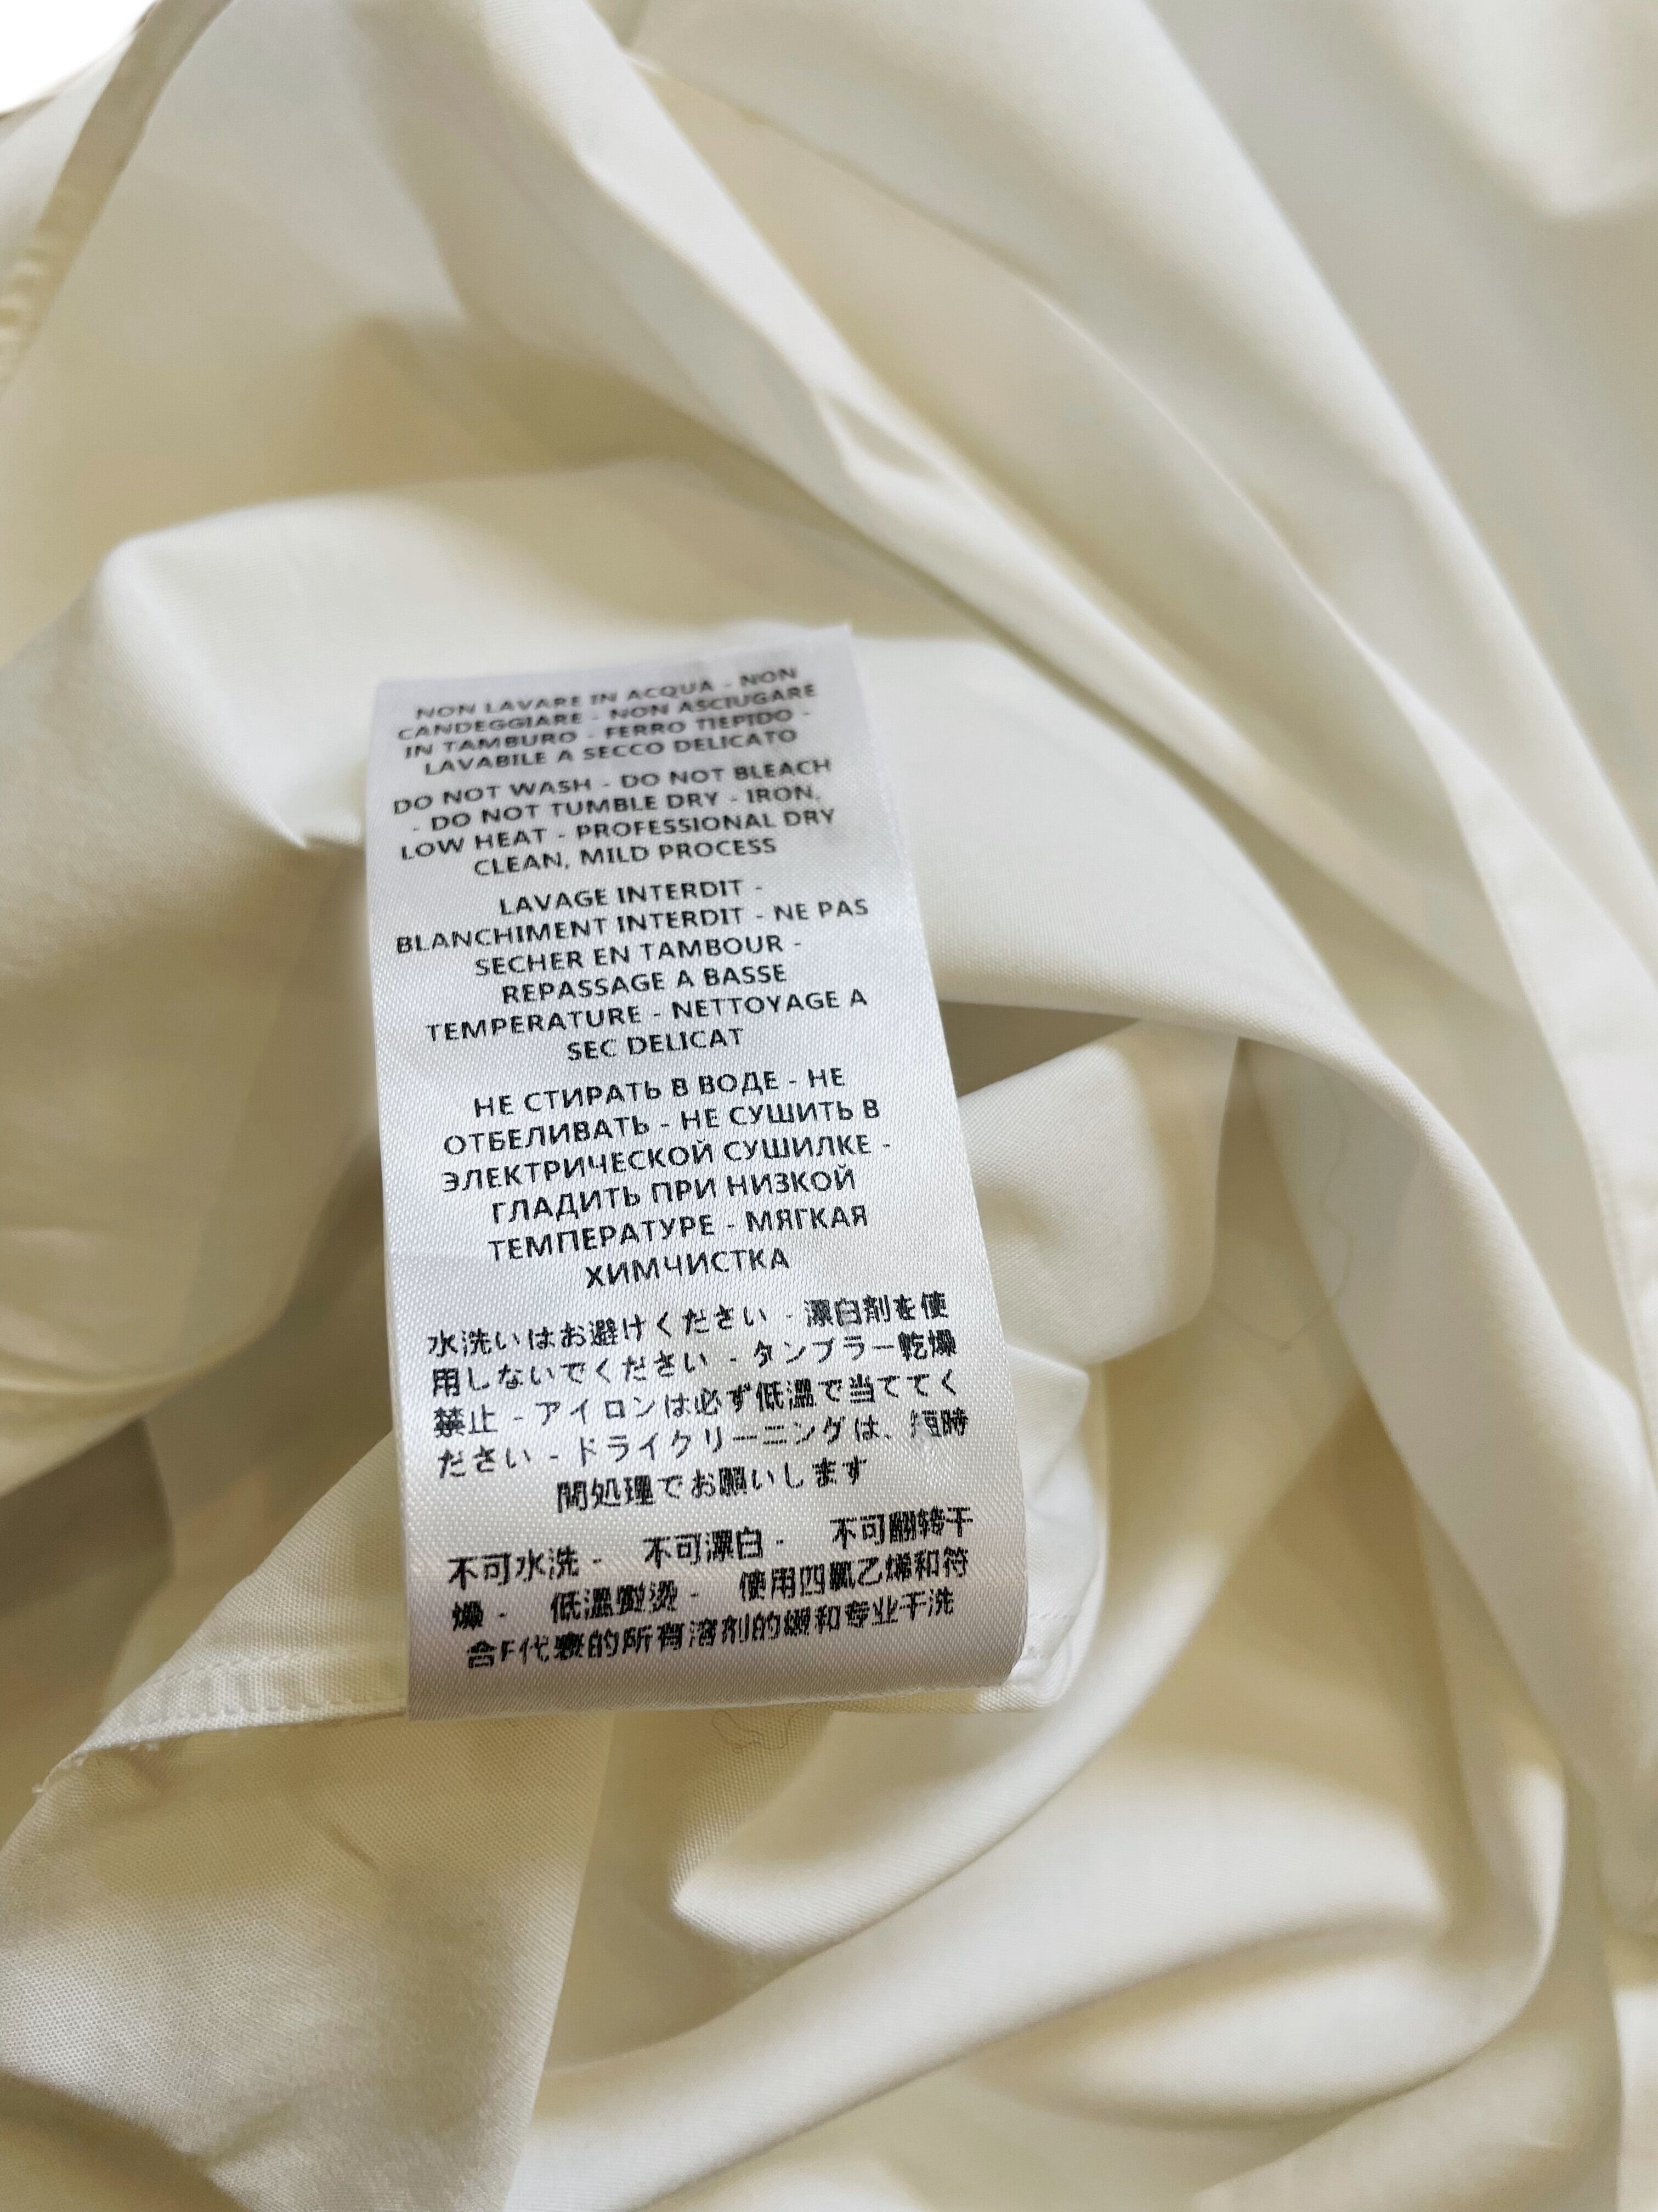 NON LAVARE IN ACQUA - NON
CANDEGGIARE - NON ASCIUGARE
IN TAMBURO - FERRO TIEPIDO -
LAVABILE A SECCO DELICATO
DO NOT WASH - DO NOT BLEACH
- DO NOT TUMBLE DRY - IRON,
LOW HEAT - PROFESSIONAL DRY
CLEAN, MILD PROCESS
LAVAGE INTERDIT -
BLANCHIMENT INTERDIT - NE PAS
SECHER EN TAMBOUR -
REPASSAGE A BASSE
TEMPERATURE - NETTOYAGE A
SEC DELICAT
НЕ СТИРАТЬ В ВОДЕ - НЕ
ОТБЕЛИВАТЬ - НЕ СУШИТЬ В
ЭЛЕКТРИЧЕСКОЙ СУШИЛКЕ -
ГЛАДИТЬ ПРИ НИЗКОЙ
ТЕМПЕРАТУРЕ - МЯГКАЯ
ХИМЧИСТКА
水洗いはお避けください - 漂白剤を使
用しないでください - タンブラー乾燥
禁止 - アイロンは必ず低温で当ててく
ださい - ドライクリーニングは、短時
間処理でお願いします
不可水洗 - 不可漂白 - 不可翻转干
燥 - 低温熨烫 - 使用四氯乙烯和符
合F代表的所有溶剂的缓和专业干洗